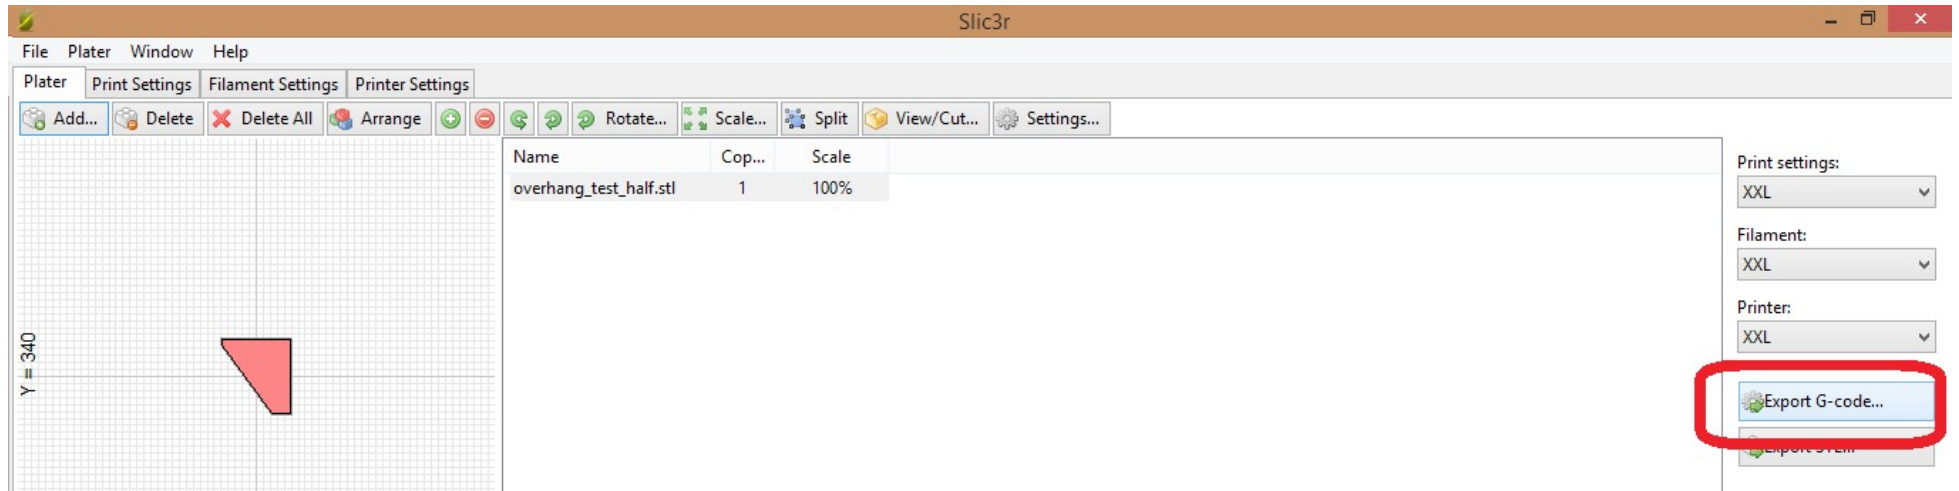 Slic3r
File Plater Window Help
Plater Print Settings Filament Settings Printer Settings
Add... Delete Delete All Arrange Rotate... Scale... Split View/Cut... Settings...
Name Cop... Scale
overhang_test_half.stl 1 100%
Y = 340
Print settings:
XXL
Filament:
XXL
Printer:
XXL
Export G-code...